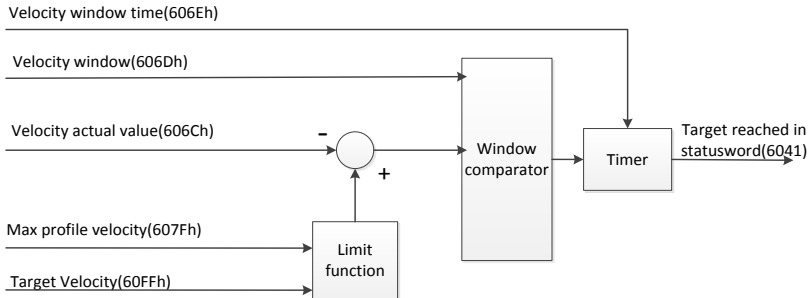 Velocity window time(606Eh)
Velocity window(606Dh)
Velocity actual value(606Ch)
-
+
Window
comparator
Timer
Target reached in
statusword(6041)
Max profile velocity(607Fh)
Limit
function
Target Velocity(60FFh)